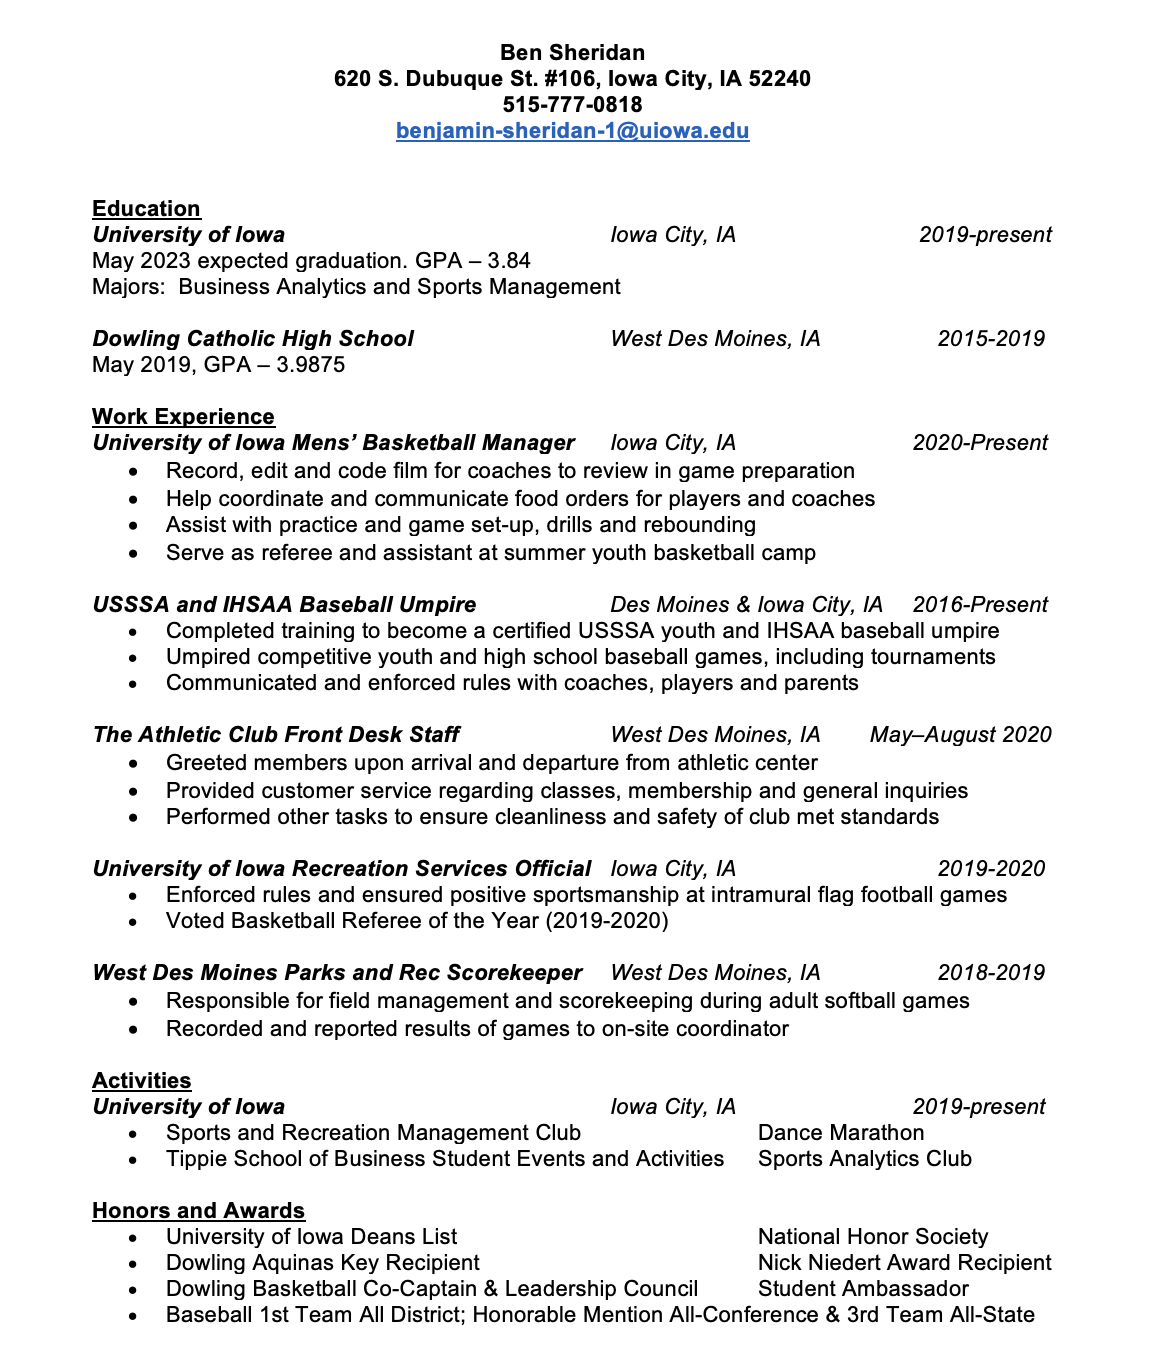 Ben Sheridan
620 S. Dubuque St. #106, Iowa City, IA 52240
515-777-0818
benjamin-sheridan-1@uiowa.edu
Education
University of Iowa Iowa City, IA 2019-present
May 2023 expected graduation. GPA – 3.84
Majors:  Business Analytics and Sports Management
Dowling Catholic High School West Des Moines, IA 2015-2019
May 2019, GPA – 3.9875
Work Experience
University of Iowa Mens’ Basketball Manager Iowa City, IA 2020-Present
• Record, edit and code film for coaches to review in game preparation
• Help coordinate and communicate food orders for players and coaches
• Assist with practice and game set-up, drills and rebounding
• Serve as referee and assistant at summer youth basketball camp
USSSA and IHSAA Baseball Umpire Des Moines & Iowa City, IA 2016-Present
• Completed training to become a certified USSSA youth and IHSAA baseball umpire
• Umpired competitive youth and high school baseball games, including tournaments
• Communicated and enforced rules with coaches, players and parents
The Athletic Club Front Desk Staff West Des Moines, IA May–August 2020
• Greeted members upon arrival and departure from athletic center
• Provided customer service regarding classes, membership and general inquiries
• Performed other tasks to ensure cleanliness and safety of club met standards
University of Iowa Recreation Services Official Iowa City, IA 2019-2020
• Enforced rules and ensured positive sportsmanship at intramural flag football games
• Voted Basketball Referee of the Year (2019-2020)
West Des Moines Parks and Rec Scorekeeper West Des Moines, IA 2018-2019
• Responsible for field management and scorekeeping during adult softball games
• Recorded and reported results of games to on-site coordinator
Activities
University of Iowa Iowa City, IA 2019-present
• Sports and Recreation Management Club Dance Marathon
• Tippie School of Business Student Events and Activities Sports Analytics Club
Honors and Awards
• University of Iowa Deans List National Honor Society
• Dowling Aquinas Key Recipient Nick Niedert Award Recipient
• Dowling Basketball Co-Captain & Leadership Council Student Ambassador
• Baseball 1st Team All District; Honorable Mention All-Conference & 3rd Team All-State